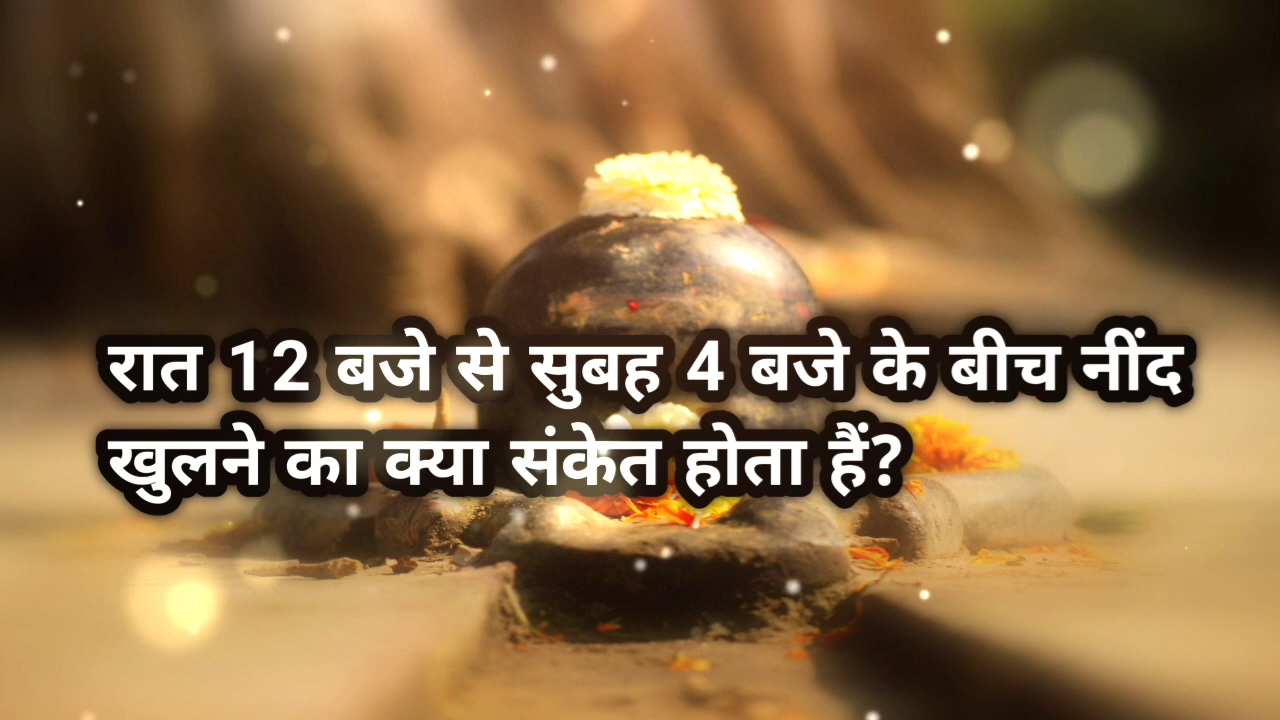 रात 12 बजे से सुबह 4 बजे के बीच नींद
खुलने का क्या संकेत होता हैं?